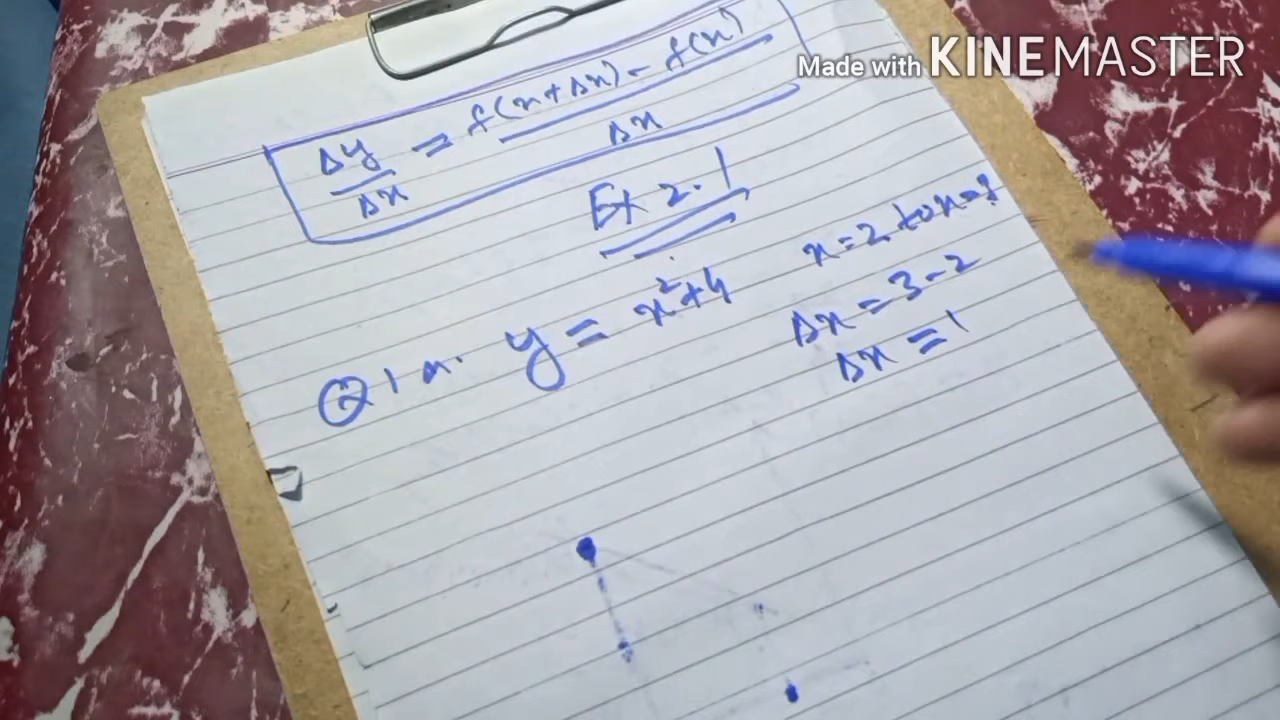 Made with KINEMASTER
Δy/Δx = f(x+Δx) - f(x)/Δx
Ex 2.1
Q1 a. y = x²+4
x=2 to x=3
Δx = 3-2
Δx = 1